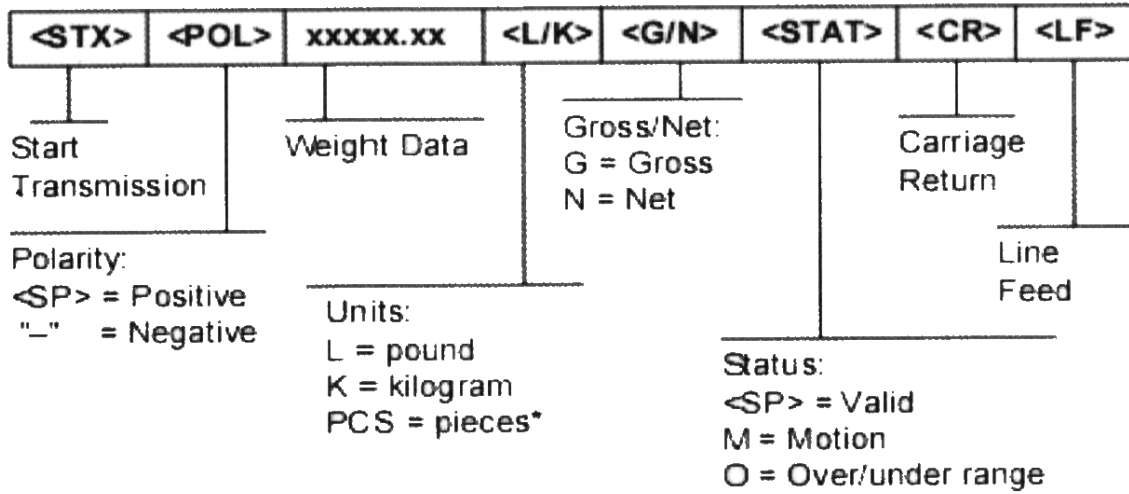 <STX> <POL> xxxxx.xx <L/K> <G/N> <STAT> <CR> <LF>
Start
Transmission
Weight Data
Gross/Net:
G = Gross
N = Net
Carriage
Return
Polarity:
<SP> = Positive
"–" = Negative
Line
Feed
Units:
L = pound
K = kilogram
PCS = pieces*
Status:
<SP> = Valid
M = Motion
O = Over/under range